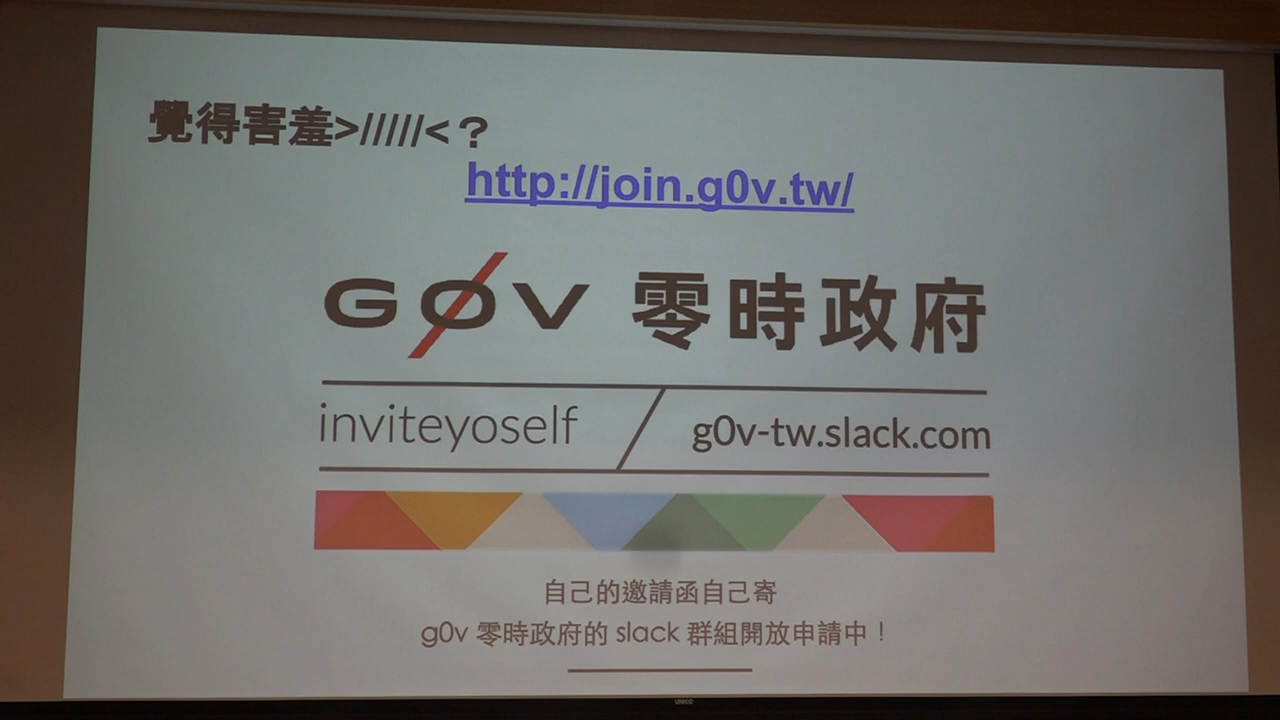 覺得害羞>/////<？
http://join.g0v.tw/
G0V 零時政府
inviteyoself / g0v-tw.slack.com
自己的邀請函自己寄
g0v 零時政府的 slack 群組開放申請中！